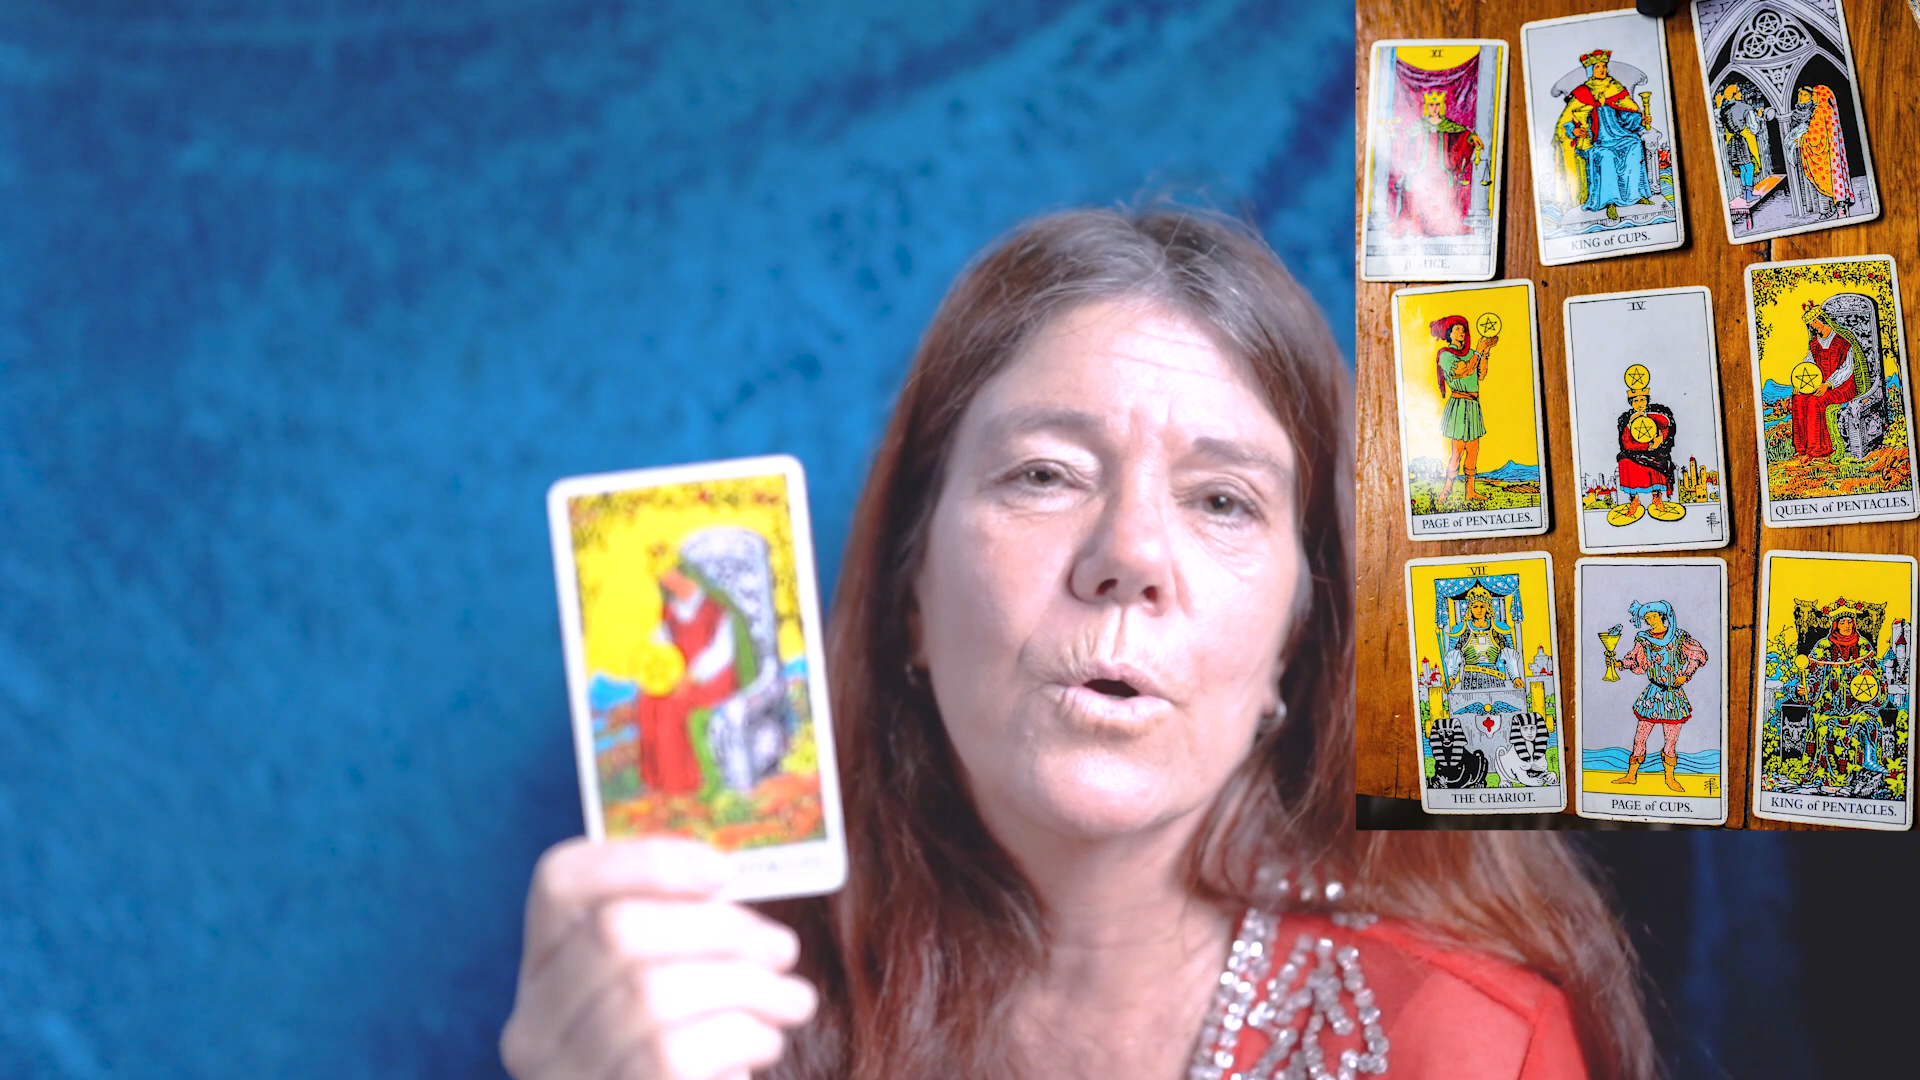 XI
JUSTICE.
KING of CUPS.
PAGE of PENTACLES.
IV
QUEEN of PENTACLES.
VII
THE CHARIOT.
PAGE of CUPS.
KING of PENTACLES.